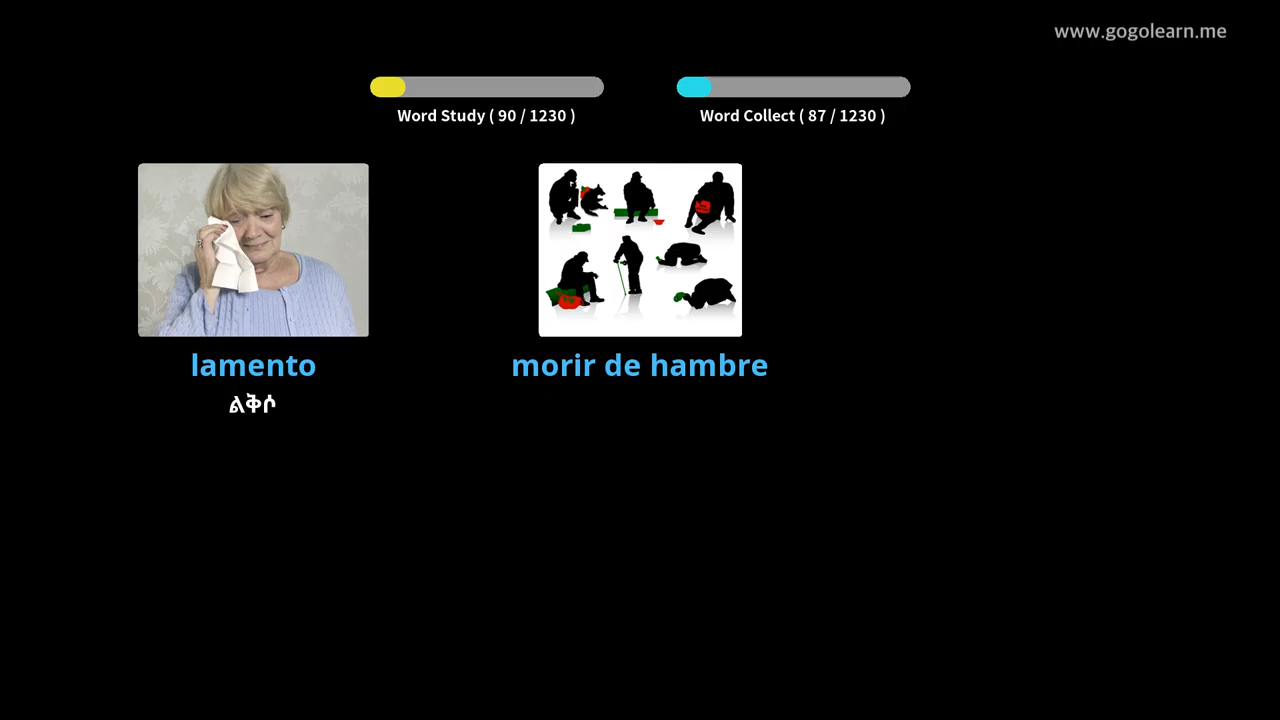 www.gogolearn.me
Word Study ( 90 / 1230 )
Word Collect ( 87 / 1230 )
lamento
ልቅሶ
morir de hambre